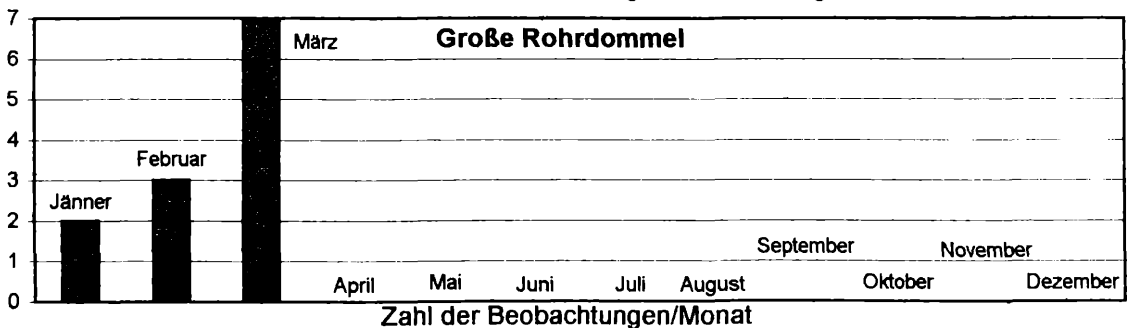 7
März Große Rohrdommel
6
5
4
Februar
3
Jänner
2
September November
1
April Mai Juni Juli August Oktober Dezember
0
Zahl der Beobachtungen/Monat